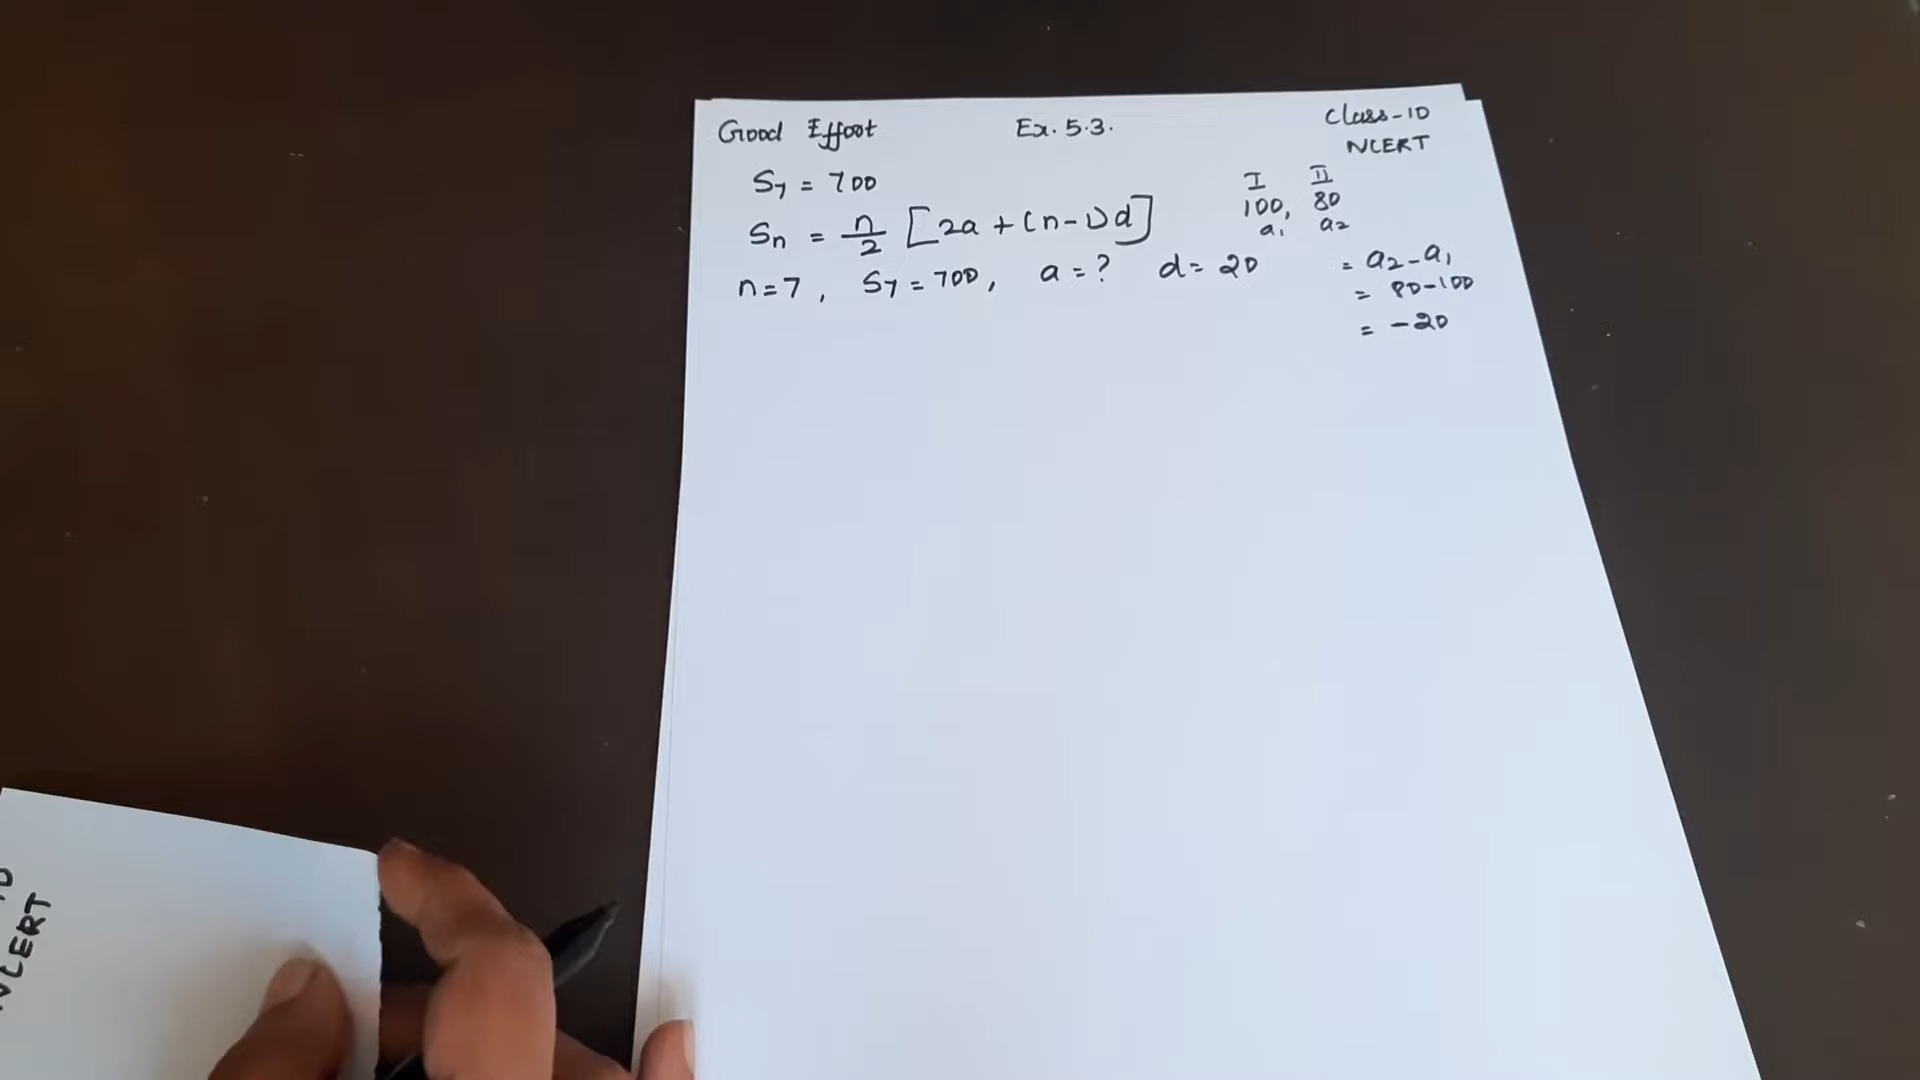 Good Effort Ex. 5.3. Class-10
NCERT
S7 = 700
I II
100, 80
a1 a2
Sn = n/2 [2a + (n-1)d]
n=7, S7 = 700, a = ? d = 20
= a2 - a1
= 80-100
= -20
NCERT